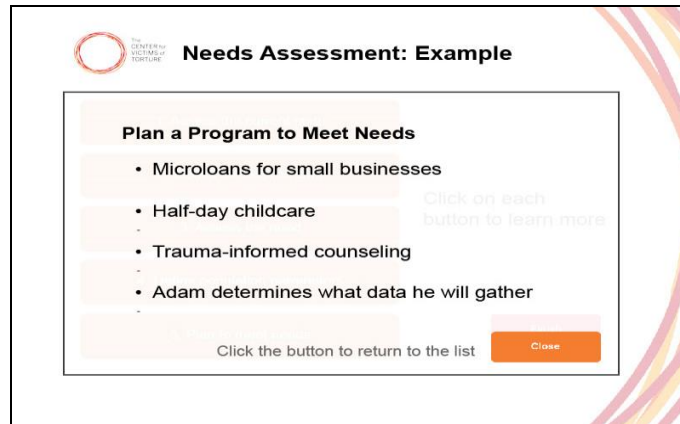 The
CENTER for
VICTIMS of
TORTURE
Needs Assessment: Example
Plan a Program to Meet Needs
• Microloans for small businesses
Click on each
• Half-day childcare
button to learn more
• Trauma-informed counseling
• Adam determines what data he will gather
Click the button to return to the list
Close